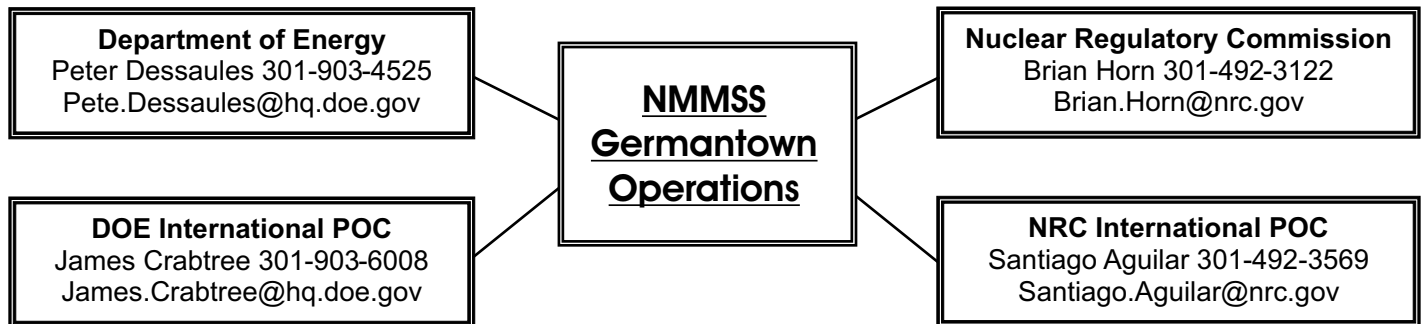 Department of Energy
Peter Dessaules 301-903-4525
Pete.Dessaules@hq.doe.gov
DOE International POC
James Crabtree 301-903-6008
James.Crabtree@hq.doe.gov
NMMSS
Germantown
Operations
Nuclear Regulatory Commission
Brian Horn 301-492-3122
Brian.Horn@nrc.gov
NRC International POC
Santiago Aguilar 301-492-3569
Santiago.Aguilar@nrc.gov